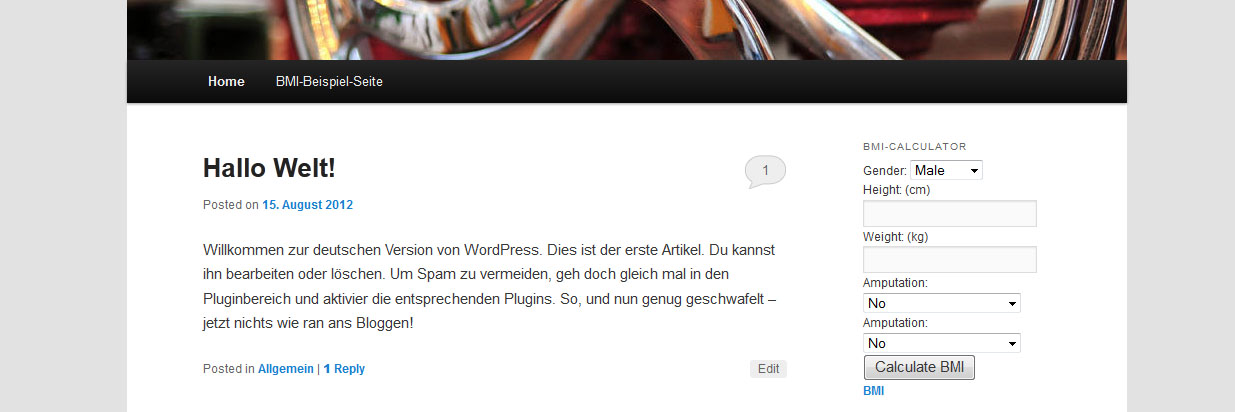 Home BMI-Beispiel-Seite
Hallo Welt!
1
Posted on 15. August 2012
Willkommen zur deutschen Version von WordPress. Dies ist der erste Artikel. Du kannst
ihn bearbeiten oder löschen. Um Spam zu vermeiden, geh doch gleich mal in den
Pluginbereich und aktivier die entsprechenden Plugins. So, und nun genug geschwafelt –
jetzt nichts wie ran ans Bloggen!
Posted in Allgemein | 1 Reply
Edit
BMI-CALCULATOR
Gender: Male
Height: (cm)
Weight: (kg)
Amputation:
No
Amputation:
No
Calculate BMI
BMI